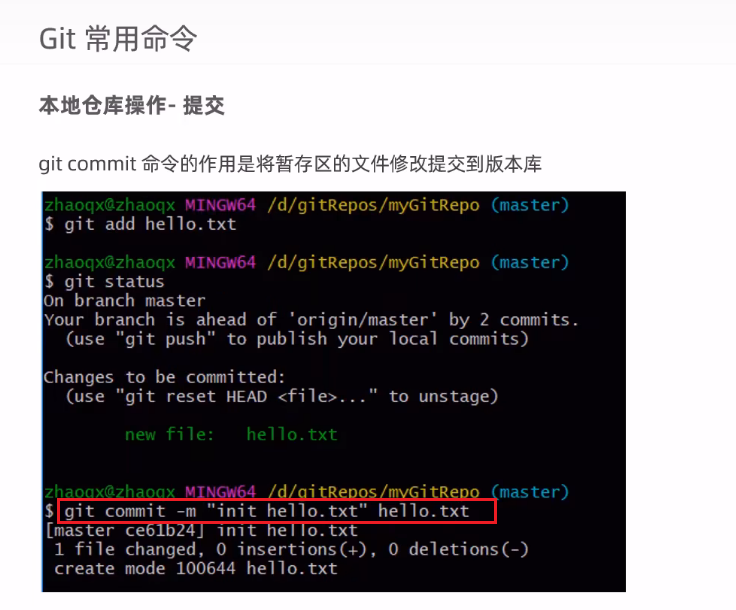 Git 常用命令
本地仓库操作- 提交
git commit 命令的作用是将暂存区的文件修改提交到版本库
zhaoqx@zhaoqx MINGW64 /d/gitRepos/myGitRepo (master)
$ git add hello.txt
zhaoqx@zhaoqx MINGW64 /d/gitRepos/myGitRepo (master)
$ git status
On branch master
Your branch is ahead of 'origin/master' by 2 commits.
(use "git push" to publish your local commits)
Changes to be committed:
(use "git reset HEAD <file>..." to unstage)
new file: hello.txt
zhaoqx@zhaoqx MINGW64 /d/gitRepos/myGitRepo (master)
$ git commit -m "init hello.txt" hello.txt
[master ce61b24] init hello.txt
1 file changed, 0 insertions(+), 0 deletions(-)
create mode 100644 hello.txt